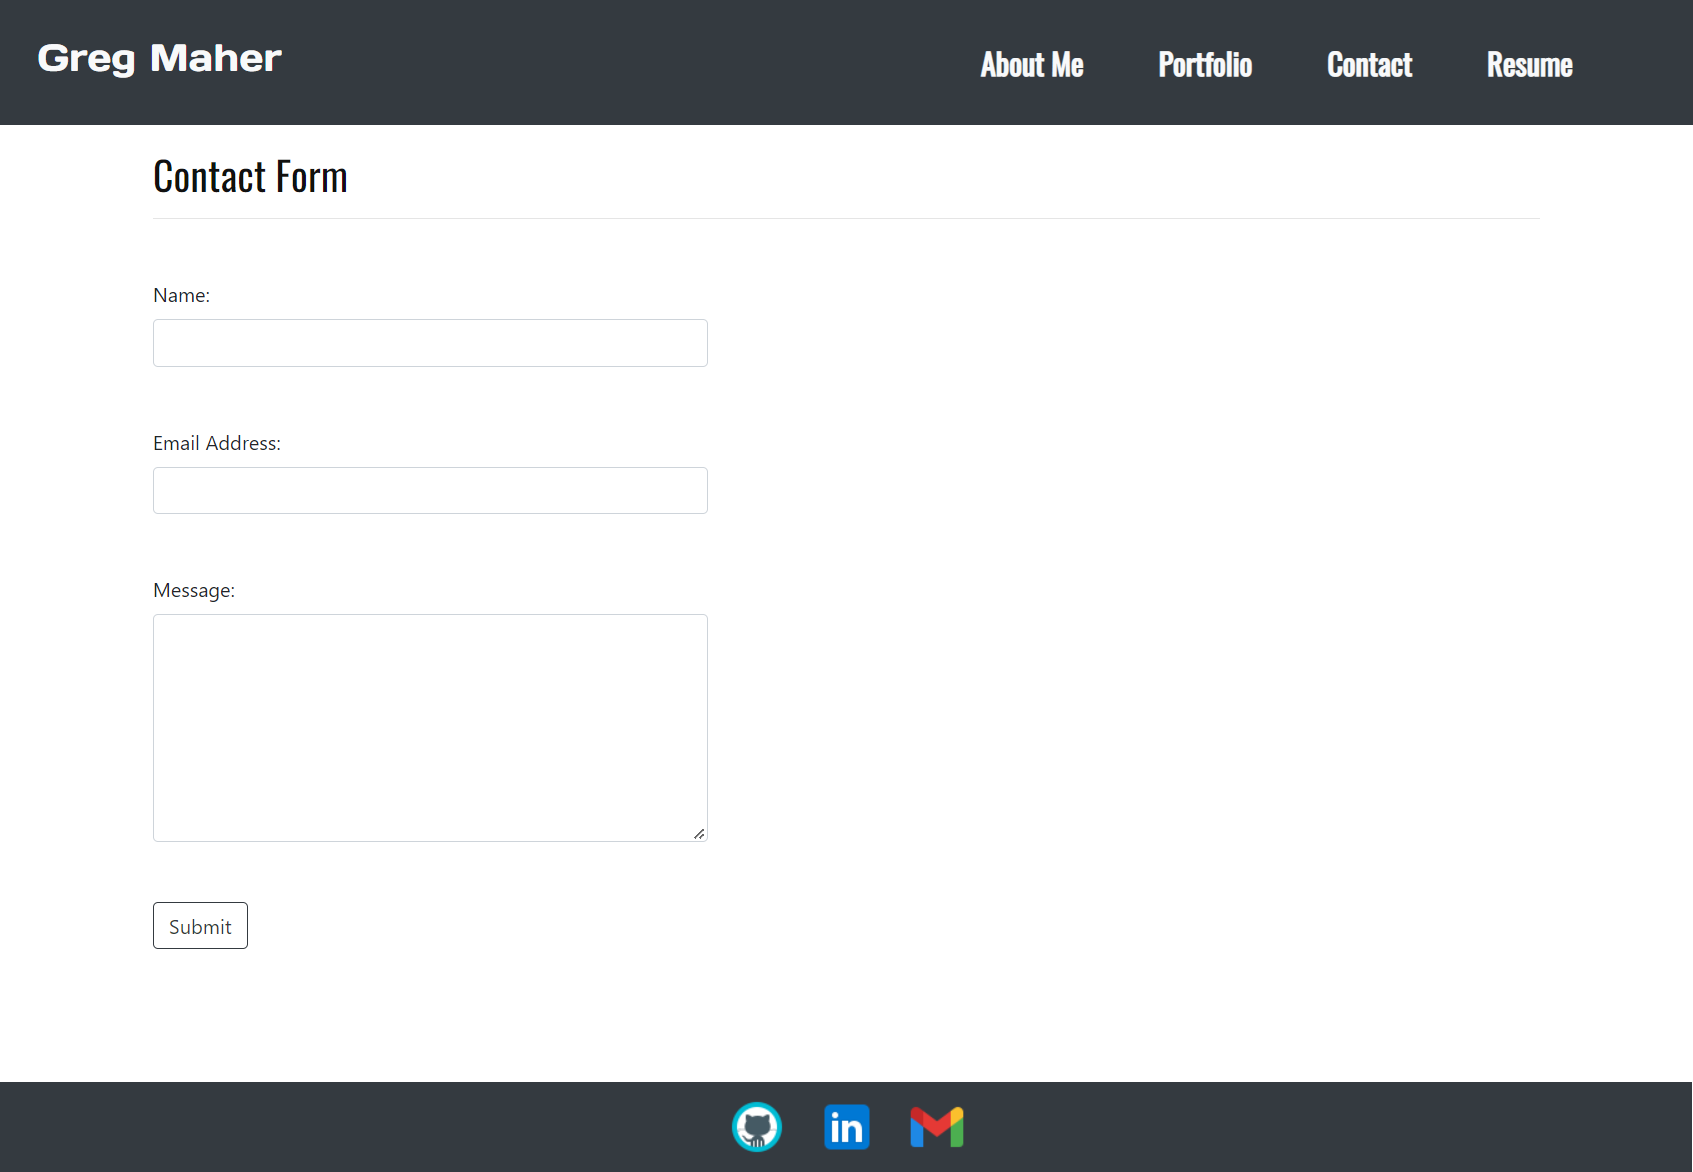 Greg Maher
About Me Portfolio Contact Resume
Contact Form
Name:
Email Address:
Message:
Submit
in